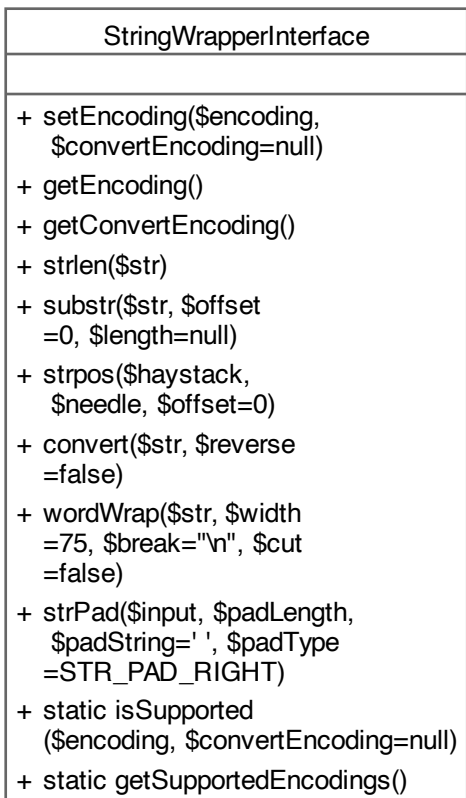 StringWrapperInterface
+ setEncoding($encoding,
$convertEncoding=null)
+ getEncoding()
+ getConvertEncoding()
+ strlen($str)
+ substr($str, $offset
=0, $length=null)
+ strpos($haystack,
$needle, $offset=0)
+ convert($str, $reverse
=false)
+ wordWrap($str, $width
=75, $break="\n", $cut
=false)
+ strPad($input, $padLength,
$padString=' ', $padType
=STR_PAD_RIGHT)
+ static isSupported
($encoding, $convertEncoding=null)
+ static getSupportedEncodings()